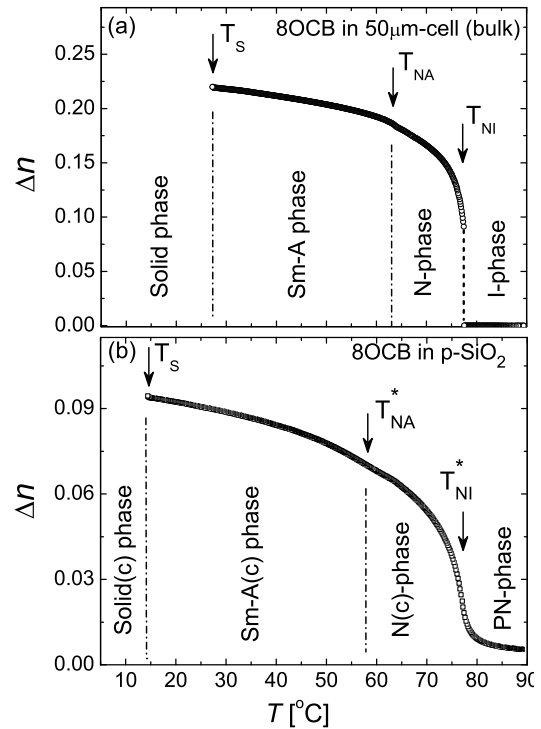 (a)
8OCB in 50μm-cell (bulk)
T_S
T_NA
T_NI
0.25
0.20
0.15
0.10
0.05
0.00
Δn
Solid phase
Sm-A phase
N-phase
I-phase
(b)
8OCB in p-SiO₂
T_S
T*_NA
T*_NI
0.09
0.06
0.03
0.00
Δn
Solid(c) phase
Sm-A(c) phase
N(c)-phase
PN-phase
10 20 30 40 50 60 70 80 90
T [°C]